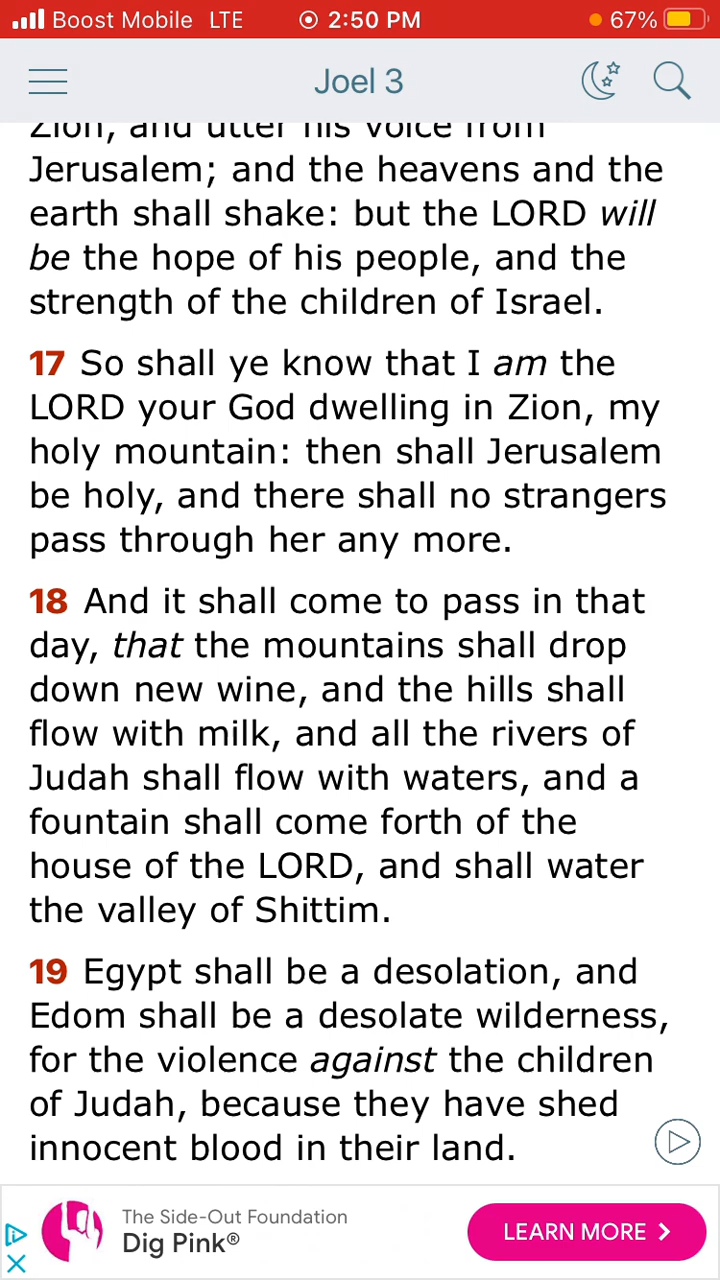 Boost Mobile LTE 2:50 PM 67%
Joel 3
Zion, and utter his voice from
Jerusalem; and the heavens and the
earth shall shake: but the LORD will
be the hope of his people, and the
strength of the children of Israel.
17 So shall ye know that I am the
LORD your God dwelling in Zion, my
holy mountain: then shall Jerusalem
be holy, and there shall no strangers
pass through her any more.
18 And it shall come to pass in that
day, that the mountains shall drop
down new wine, and the hills shall
flow with milk, and all the rivers of
Judah shall flow with waters, and a
fountain shall come forth of the
house of the LORD, and shall water
the valley of Shittim.
19 Egypt shall be a desolation, and
Edom shall be a desolate wilderness,
for the violence against the children
of Judah, because they have shed
innocent blood in their land.
The Side-Out Foundation
Dig Pink®
LEARN MORE